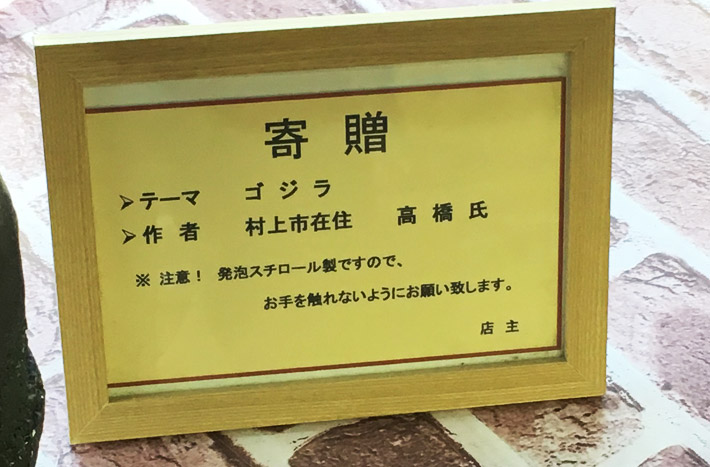 寄贈
➢テーマ　ゴジラ
➢作者　村上市在住　高橋氏
※ 注意！ 発泡スチロール製ですので、
お手を触れないようにお願い致します。
店主